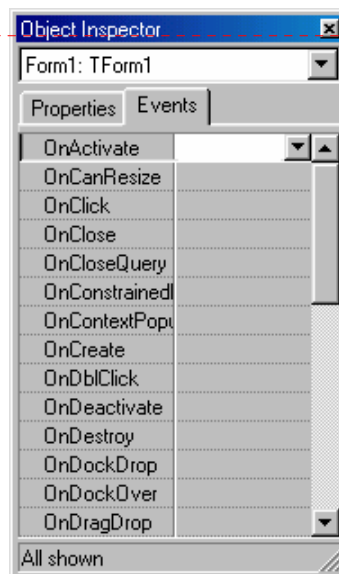 Object Inspector
Form1: TForm1
Properties Events
OnActivate
OnCanResize
OnClick
OnClose
OnCloseQuery
OnConstrainedI
OnContextPopu
OnCreate
OnDblClick
OnDeactivate
OnDestroy
OnDockDrop
OnDockOver
OnDragDrop
All shown